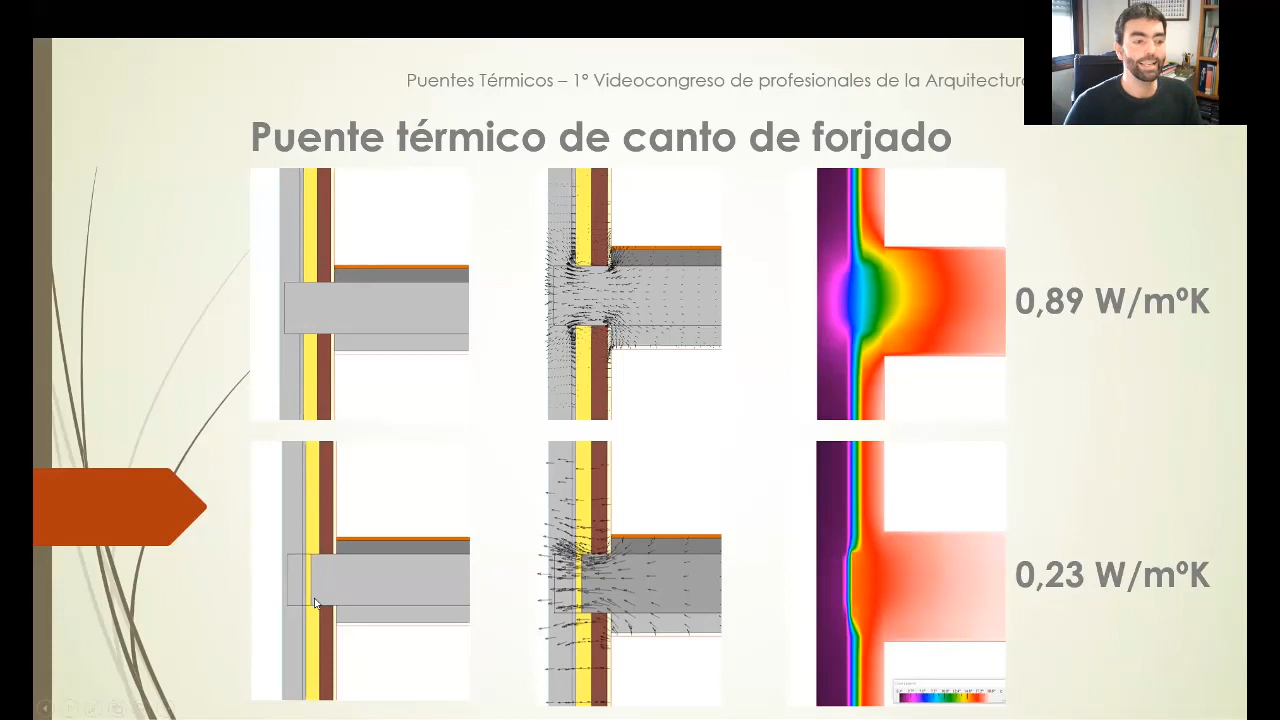 Puentes Térmicos – 1º Videocongreso de profesionales de la Arquitectura
Puente térmico de canto de forjado
0,89 W/mºK
0,23 W/mºK